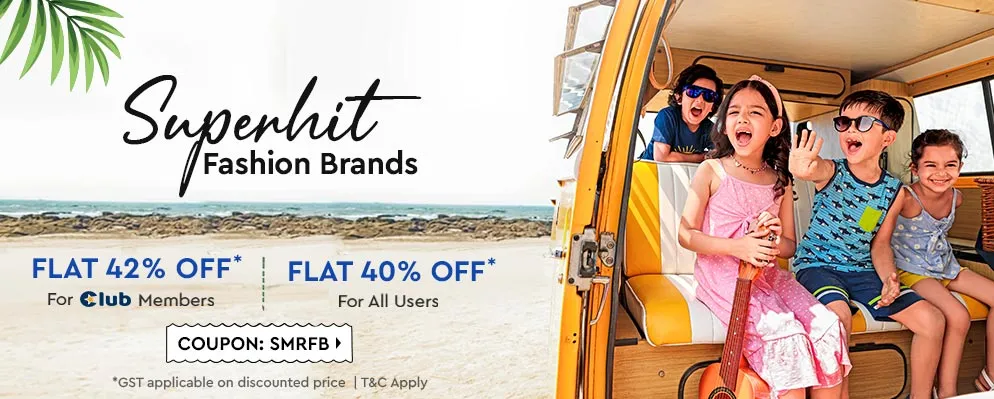 Superhit
Fashion Brands
FLAT 42% OFF*
For Club Members
FLAT 40% OFF*
For All Users
COUPON: SMRFB
*GST applicable on discounted price | T&C Apply